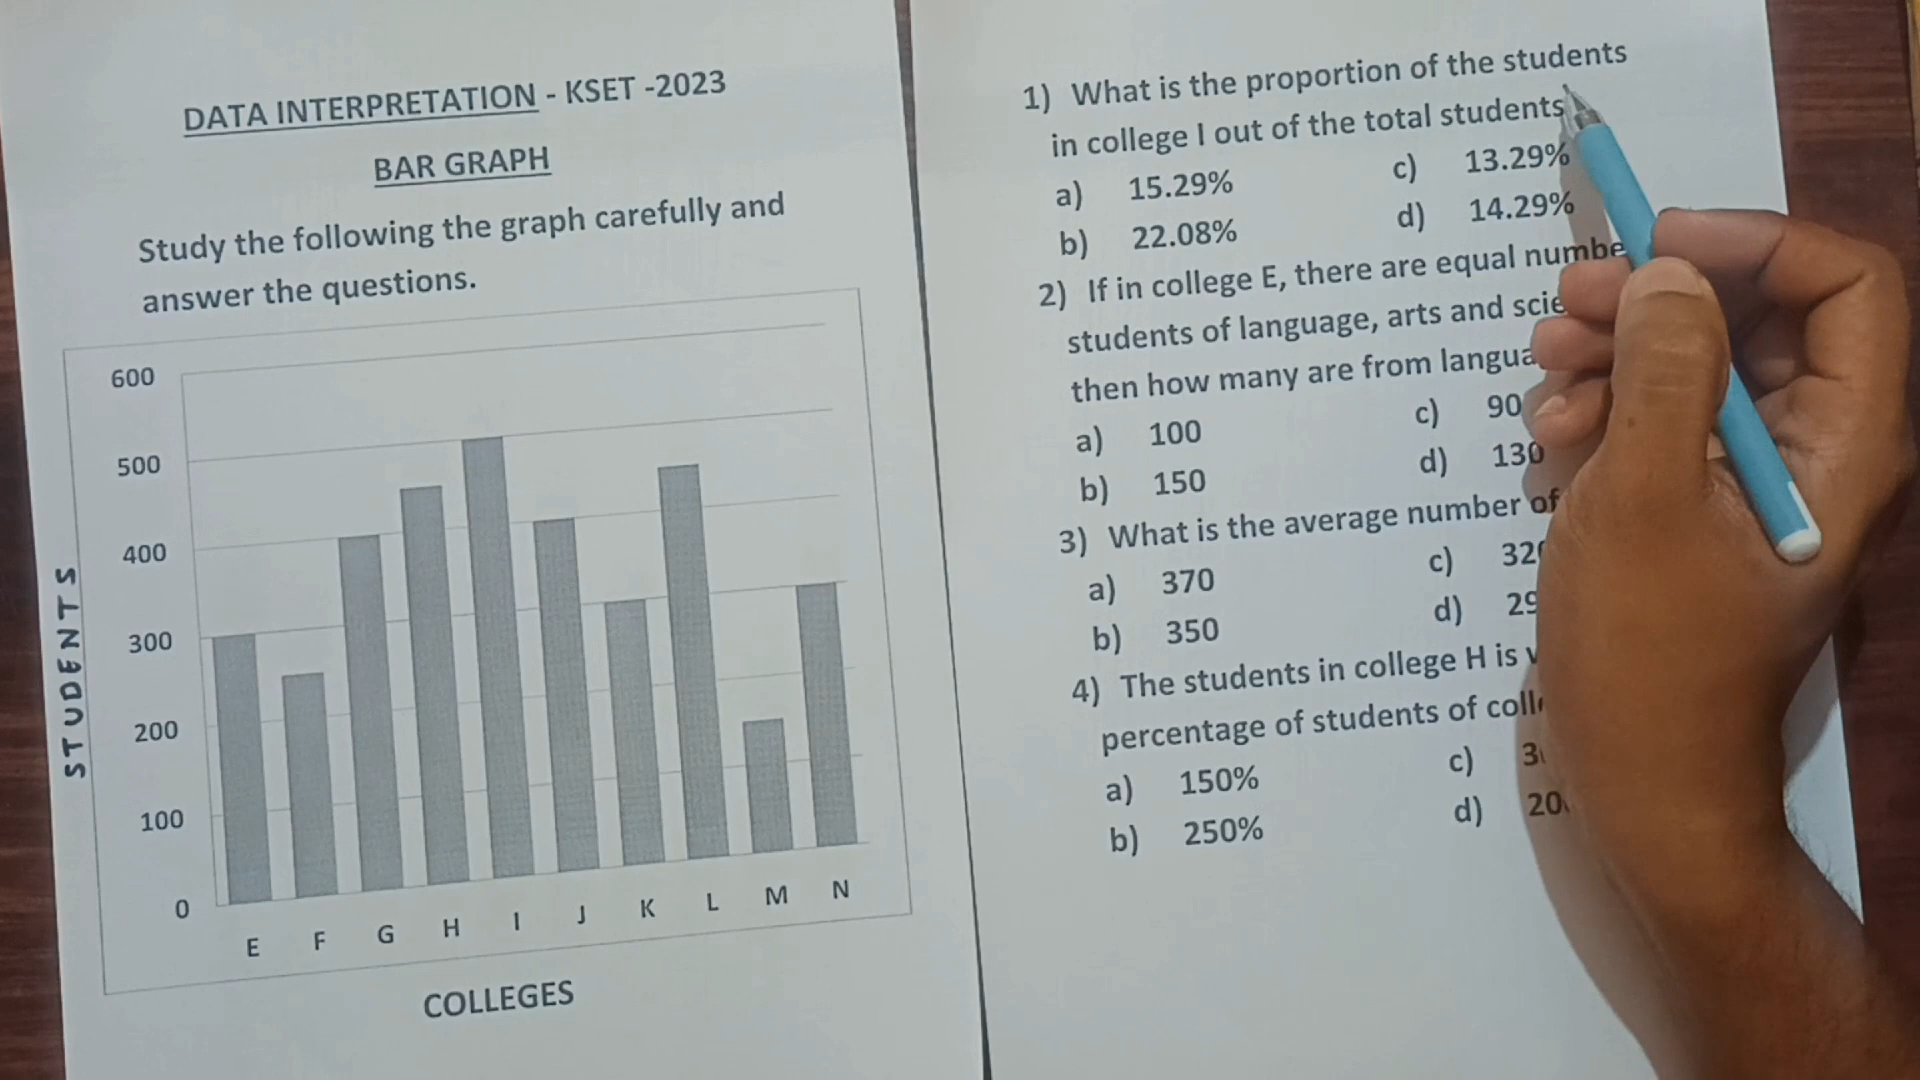 DATA INTERPRETATION - KSET -2023
BAR GRAPH
Study the following the graph carefully and
answer the questions.
600
500
400
300
200
100
0
STUDENTS
E F G H I J K L M N
COLLEGES
1) What is the proportion of the students
in college I out of the total students
a) 15.29% c) 13.29%
b) 22.08% d) 14.29%
2) If in college E, there are equal
students of language, arts and
then how many are from
a) 100 c) 90
b) 150 d) 130
3) What is the average number of
a) 370 c)
b) 350 d)
4) The students in college H is
percentage of students of
a) 150% c)
b) 250% d)